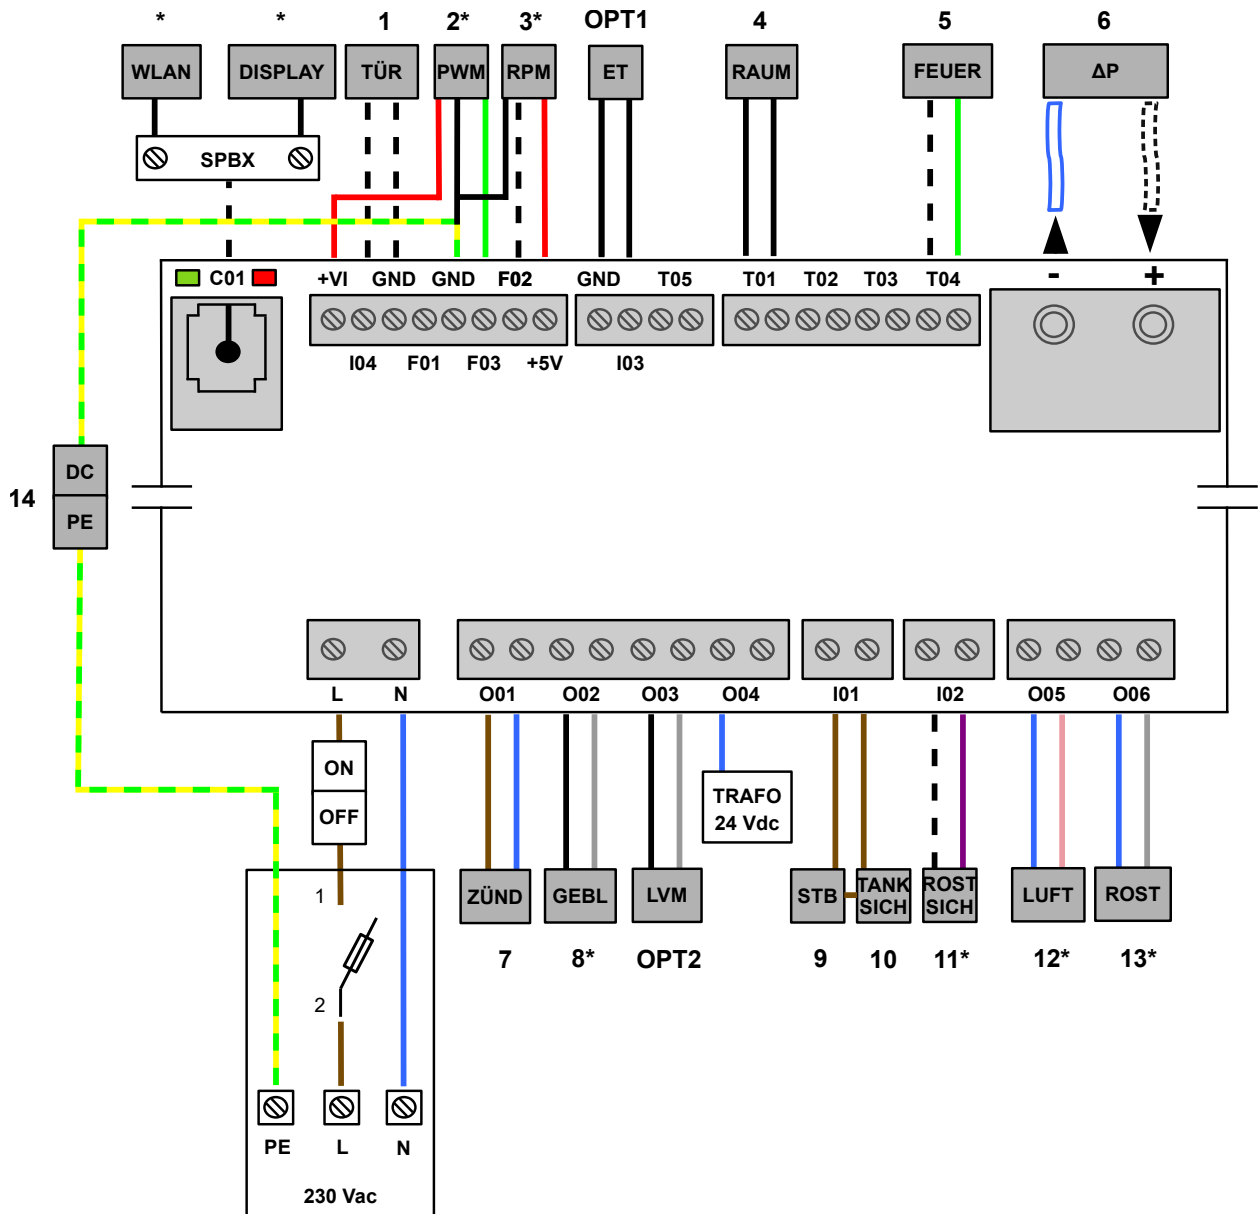 * * 1 2* 3* OPT1 4 5 6
WLAN DISPLAY TÜR PWM RPM ET RAUM FEUER ΔP
SPBX
C01 +VI GND GND F02 GND T05 T01 T02 T03 T04 - +
I04 F01 F03 +5V I03
DC
14
PE
L N O01 O02 O03 O04 I01 I02 O05 O06
ON
OFF
TRAFO
24 Vdc
ZÜND GEBL LVM STB TANK SICH ROST SICH LUFT ROST
1
7 8* OPT2 9 10 11* 12* 13*
2
PE L N
230 Vac